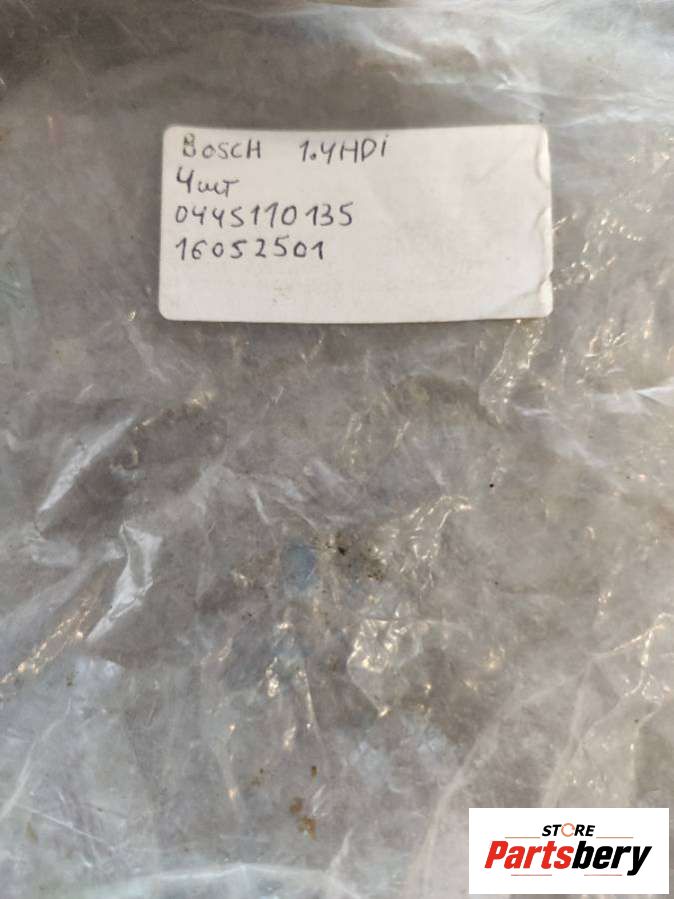 BOSCH 1.4HDi
4шт
0445110135
16052501
STORE
Partsbery